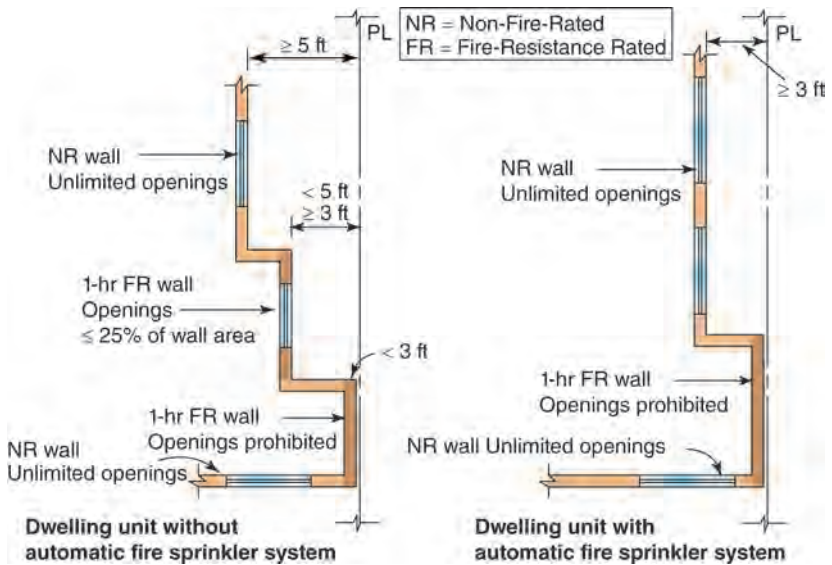 NR = Non-Fire-Rated
FR = Fire-Resistance Rated
PL
≥ 5 ft
NR wall
Unlimited openings
< 5 ft
≥ 3 ft
1-hr FR wall
Openings
≤ 25% of wall area
< 3 ft
1-hr FR wall
Openings prohibited
NR wall
Unlimited openings
Dwelling unit without
automatic fire sprinkler system
PL
≥ 3 ft
NR wall
Unlimited openings
1-hr FR wall
Openings prohibited
NR wall Unlimited openings
Dwelling unit with
automatic fire sprinkler system